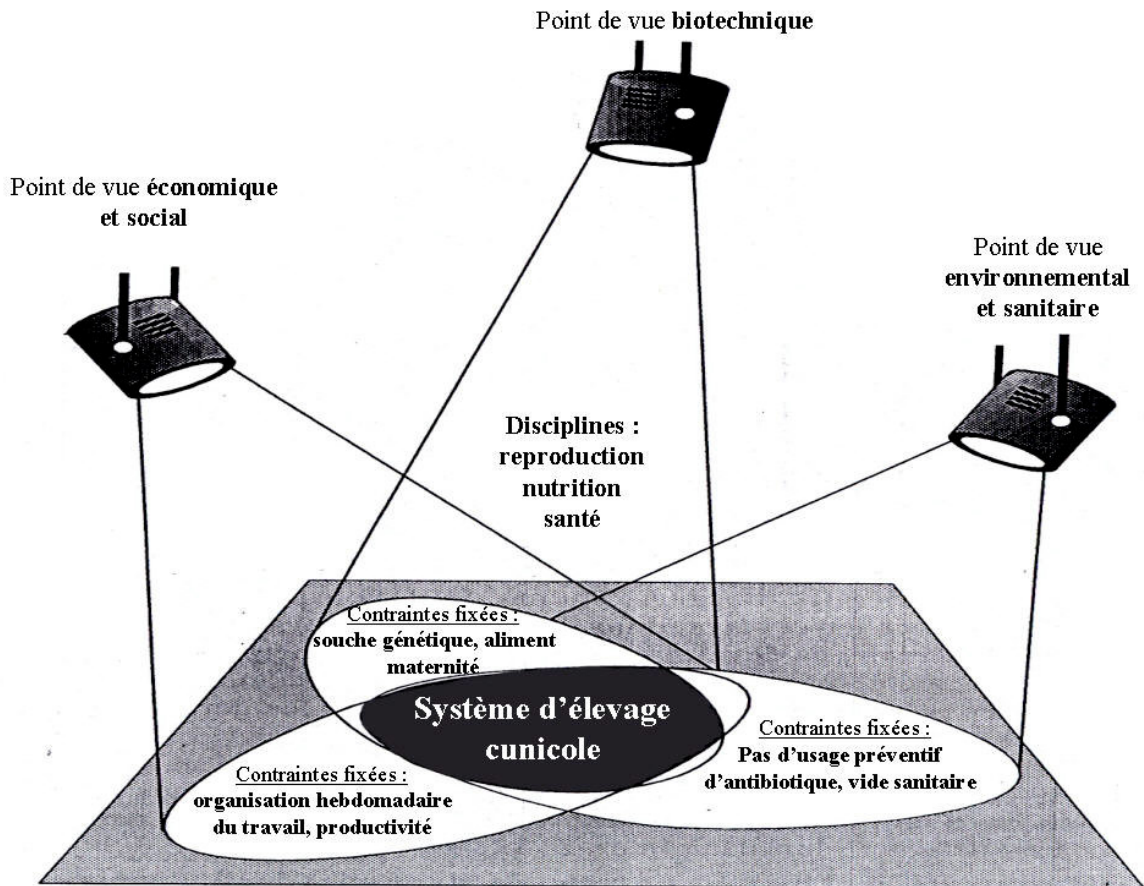 Point de vue biotechnique
Point de vue économique
et social
Point de vue
environnemental
et sanitaire
Disciplines :
reproduction
nutrition
santé
Contraintes fixées :
souche génétique, aliment
maternité
Système d'élevage
cunicole
Contraintes fixées :
Pas d'usage préventif
d'antibiotique, vide sanitaire
Contraintes fixées :
organisation hebdomadaire
du travail, productivité